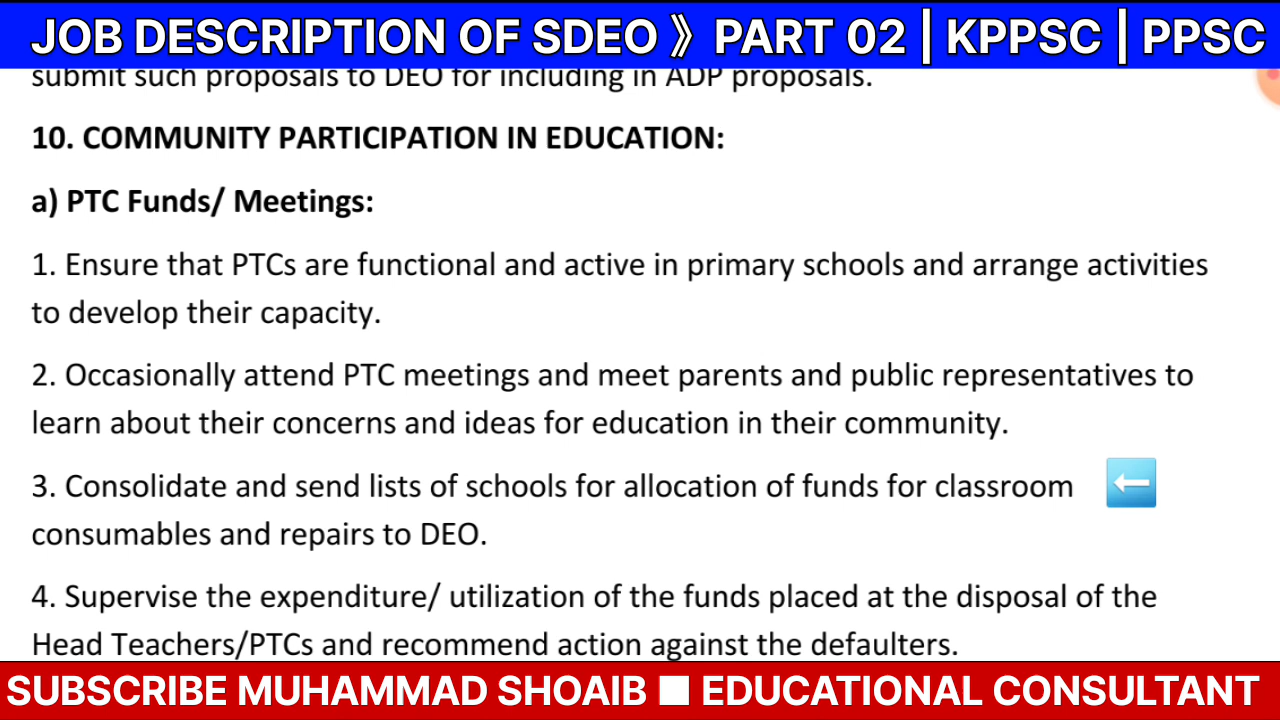 JOB DESCRIPTION OF SDEO 》PART 02 | KPPSC | PPSC
submit such proposals to DEO for including in ADP proposals.
10. COMMUNITY PARTICIPATION IN EDUCATION:
a) PTC Funds/ Meetings:
1. Ensure that PTCs are functional and active in primary schools and arrange activities
to develop their capacity.
2. Occasionally attend PTC meetings and meet parents and public representatives to
learn about their concerns and ideas for education in their community.
3. Consolidate and send lists of schools for allocation of funds for classroom
consumables and repairs to DEO.
4. Supervise the expenditure/ utilization of the funds placed at the disposal of the
Head Teachers/PTCs and recommend action against the defaulters.
SUBSCRIBE MUHAMMAD SHOAIB ■ EDUCATIONAL CONSULTANT